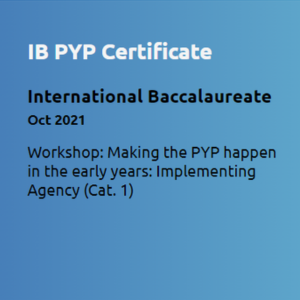 IB PYP Certificate
International Baccalaureate
Oct 2021
Workshop: Making the PYP happen
in the early years: Implementing
Agency (Cat. 1)